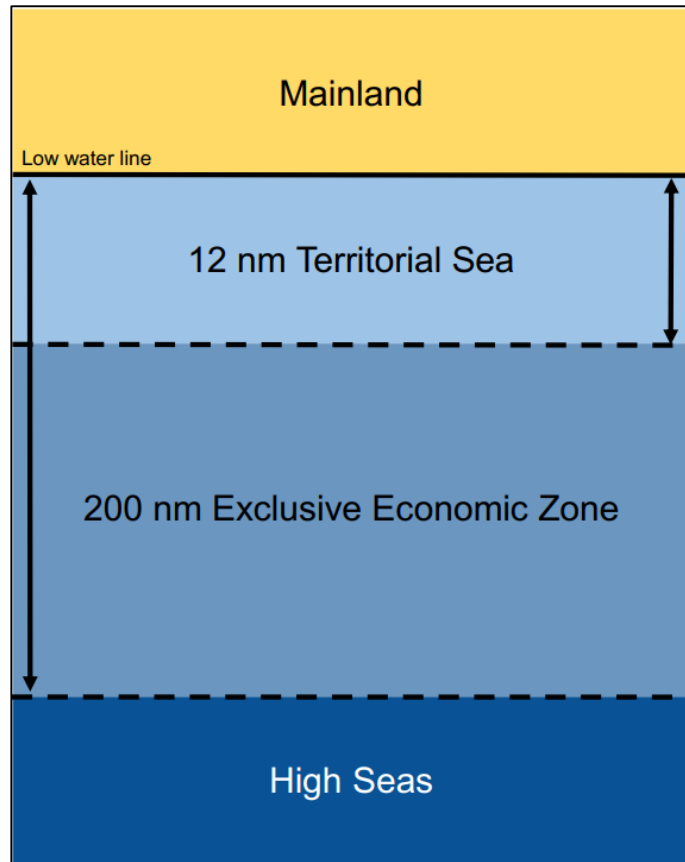 Mainland
Low water line
12 nm Territorial Sea
200 nm Exclusive Economic Zone
High Seas